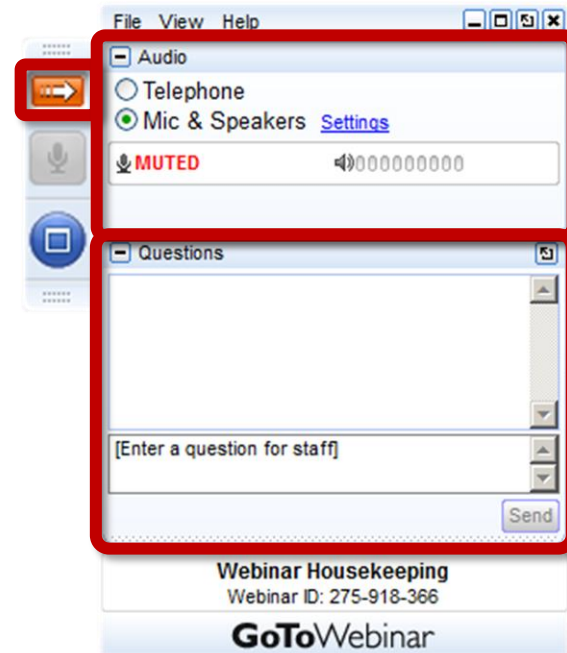 File View Help
Audio
Telephone
Mic & Speakers Settings
MUTED 000000000
Questions
[Enter a question for staff]
Send
Webinar Housekeeping
Webinar ID: 275-918-366
GoToWebinar